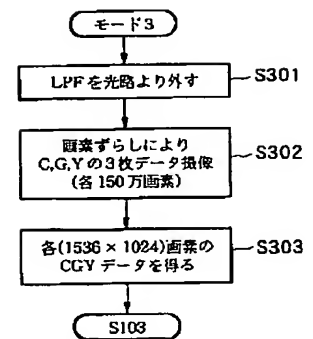 モード3
LPFを光路より外す
S301
画素ずらしにより
C,G,Yの3枚データ撮像
(各150万画素)
S302
各(1536×1024)画素の
CGYデータを得る
S303
S103